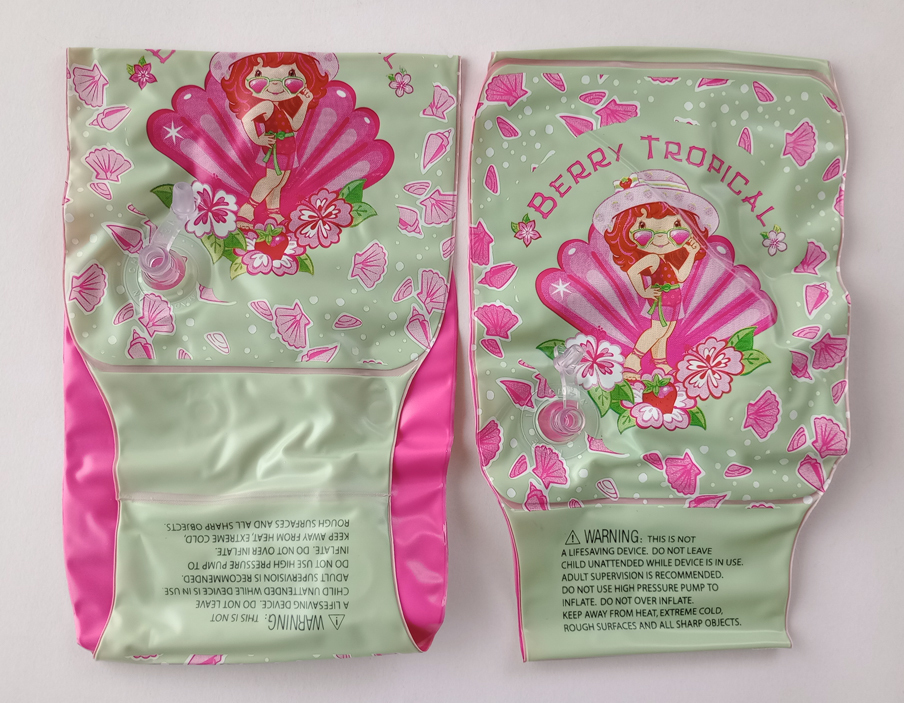 BERRY TROPICAL
WARNING: THIS IS NOT
A LIFESAVING DEVICE. DO NOT LEAVE
CHILD UNATTENDED WHILE DEVICE IS IN USE.
ADULT SUPERVISION IS RECOMMENDED.
DO NOT USE HIGH PRESSURE PUMP TO
INFLATE. DO NOT OVER INFLATE.
KEEP AWAY FROM HEAT, EXTREME COLD,
ROUGH SURFACES AND ALL SHARP OBJECTS.
WARNING: THIS IS NOT
A LIFESAVING DEVICE. DO NOT LEAVE
CHILD UNATTENDED WHILE DEVICE IS IN USE.
ADULT SUPERVISION IS RECOMMENDED.
DO NOT USE HIGH PRESSURE PUMP TO
INFLATE. DO NOT OVER INFLATE.
KEEP AWAY FROM HEAT, EXTREME COLD,
ROUGH SURFACES AND ALL SHARP OBJECTS.